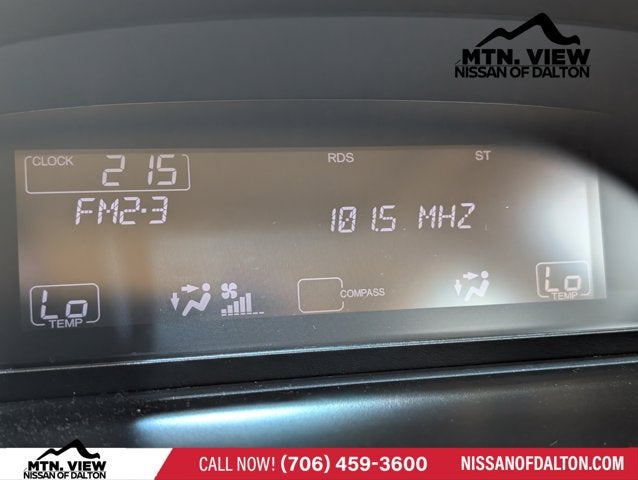 MTN. VIEW
NISSAN OF DALTON
CLOCK 2 15 RDS ST
FM2-3 101.5 MHZ
Lo TEMP COMPASS Lo TEMP
MTN. VIEW
NISSAN OF DALTON
CALL NOW! (706) 459-3600
NISSANOFDALTON.COM